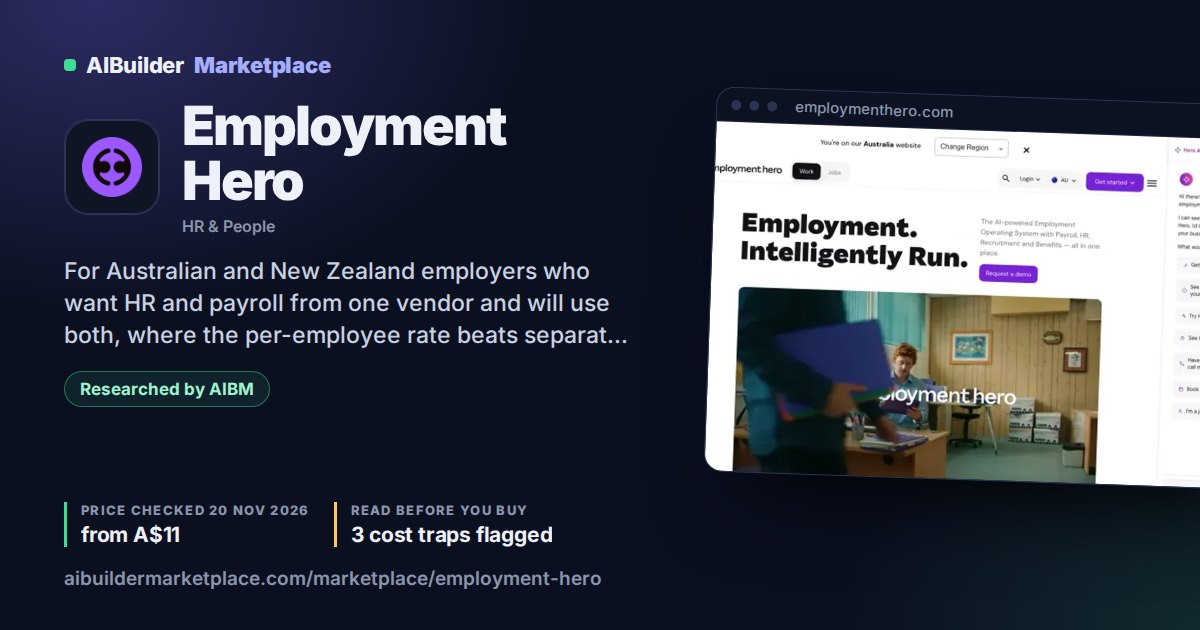 AIBuilder Marketplace
Employment
Hero
HR & People
For Australian and New Zealand employers who
want HR and payroll from one vendor and will use
both, where the per-employee rate beats separat...
Researched by AIBM
PRICE CHECKED 20 NOV 2026
from A$11
READ BEFORE YOU BUY
3 cost traps flagged
aibuildermarketplace.com/marketplace/employment-hero
employmenthero.com
You're on our Australia website
Change Region
mployment hero
Work
Jobs
Login
AU
Get started
Employment.
Intelligently Run.
The AI-powered Employment
Operating System with Payroll, HR,
Recruitment and Benefits — all in one
place.
Request a demo
ployment hero